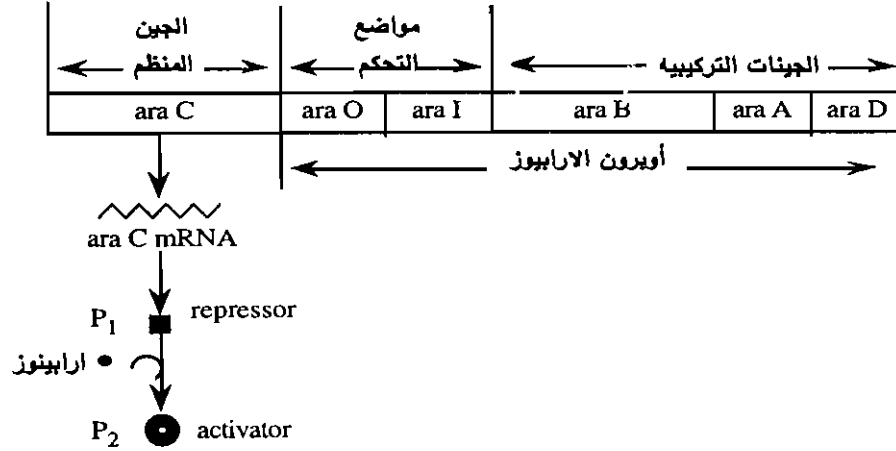 الجين
المنظم
مواضع
التحكم
الجينات التركيبيه
ara C
ara O
ara I
ara B
ara A
ara D
أوبرون الارابيوز
ara C mRNA
P1 repressor
ارابينوز
P2 activator